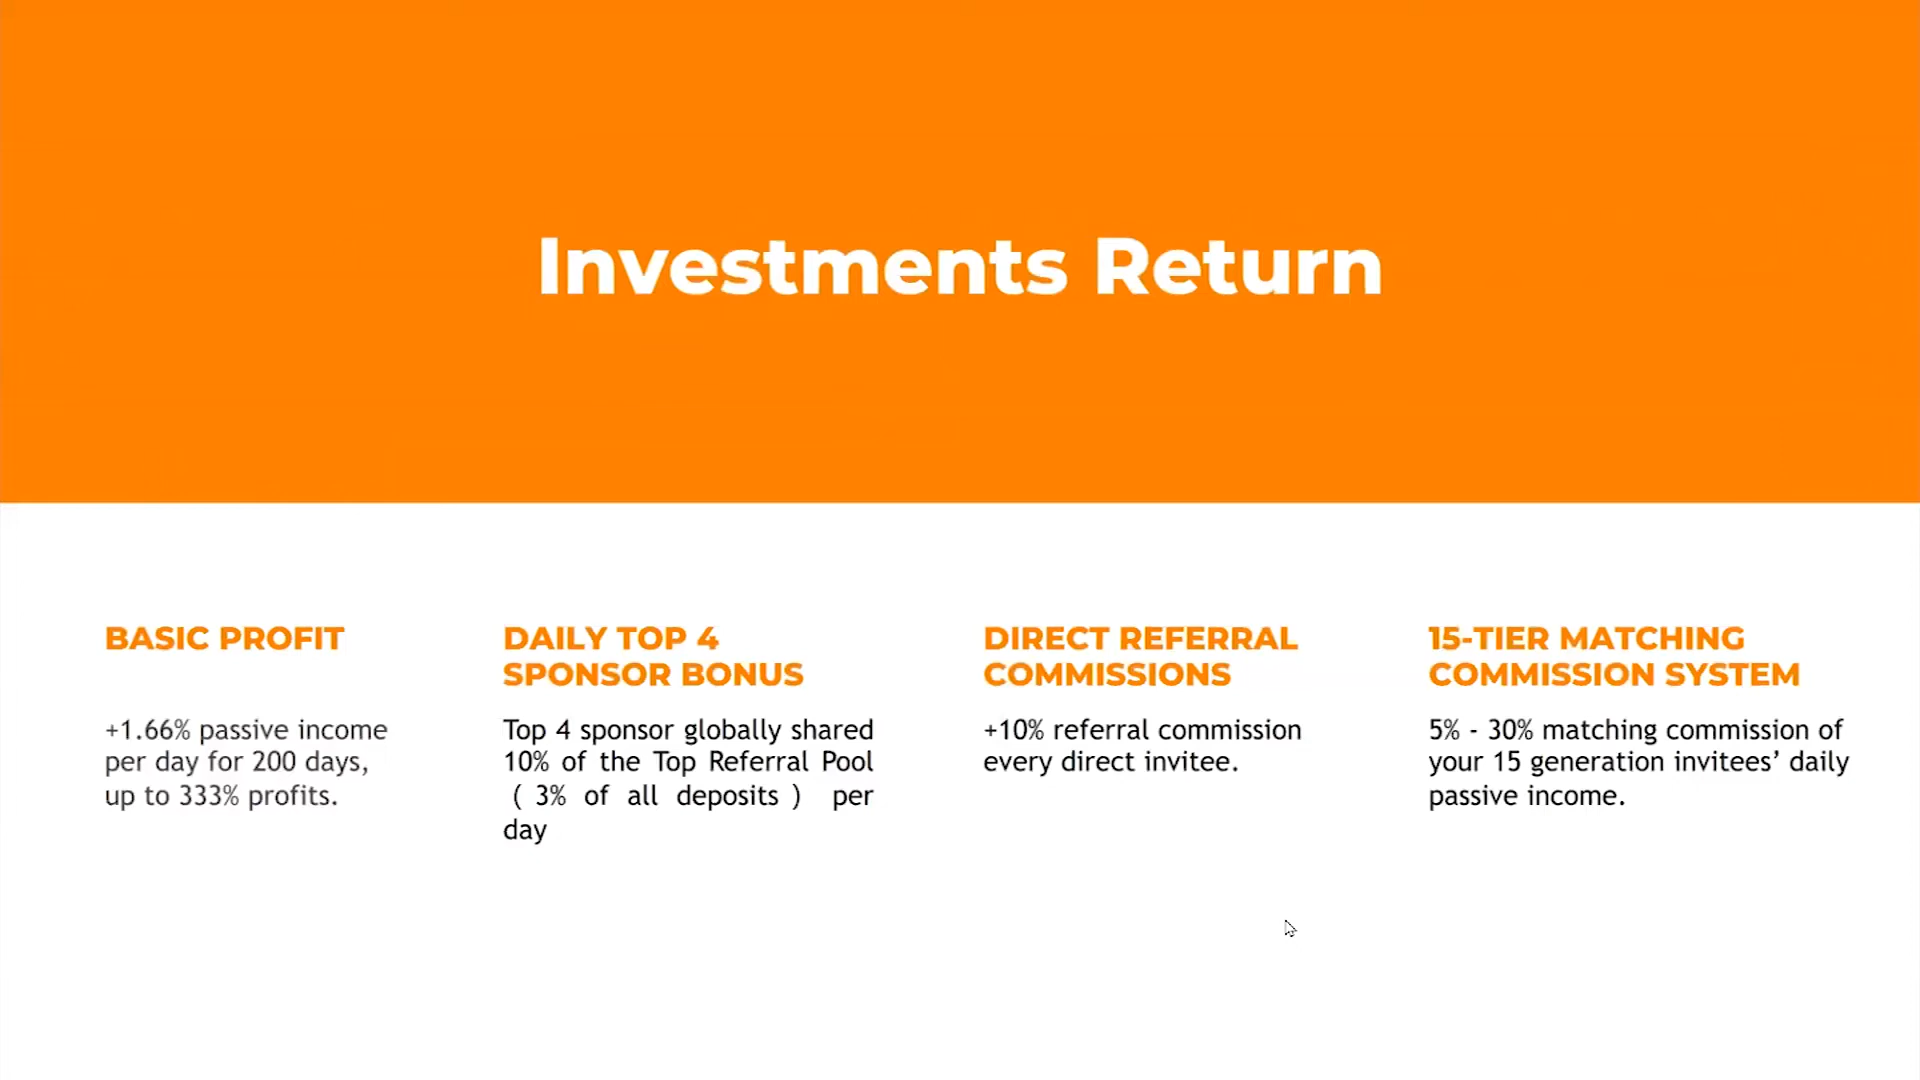 Investments Return
BASIC PROFIT
+1.66% passive income
per day for 200 days,
up to 333% profits.
DAILY TOP 4
SPONSOR BONUS
Top 4 sponsor globally shared
10% of the Top Referral Pool
( 3% of all deposits ) per
day
DIRECT REFERRAL
COMMISSIONS
+10% referral commission
every direct invitee.
15-TIER MATCHING
COMMISSION SYSTEM
5% - 30% matching commission of
your 15 generation invitees’ daily
passive income.